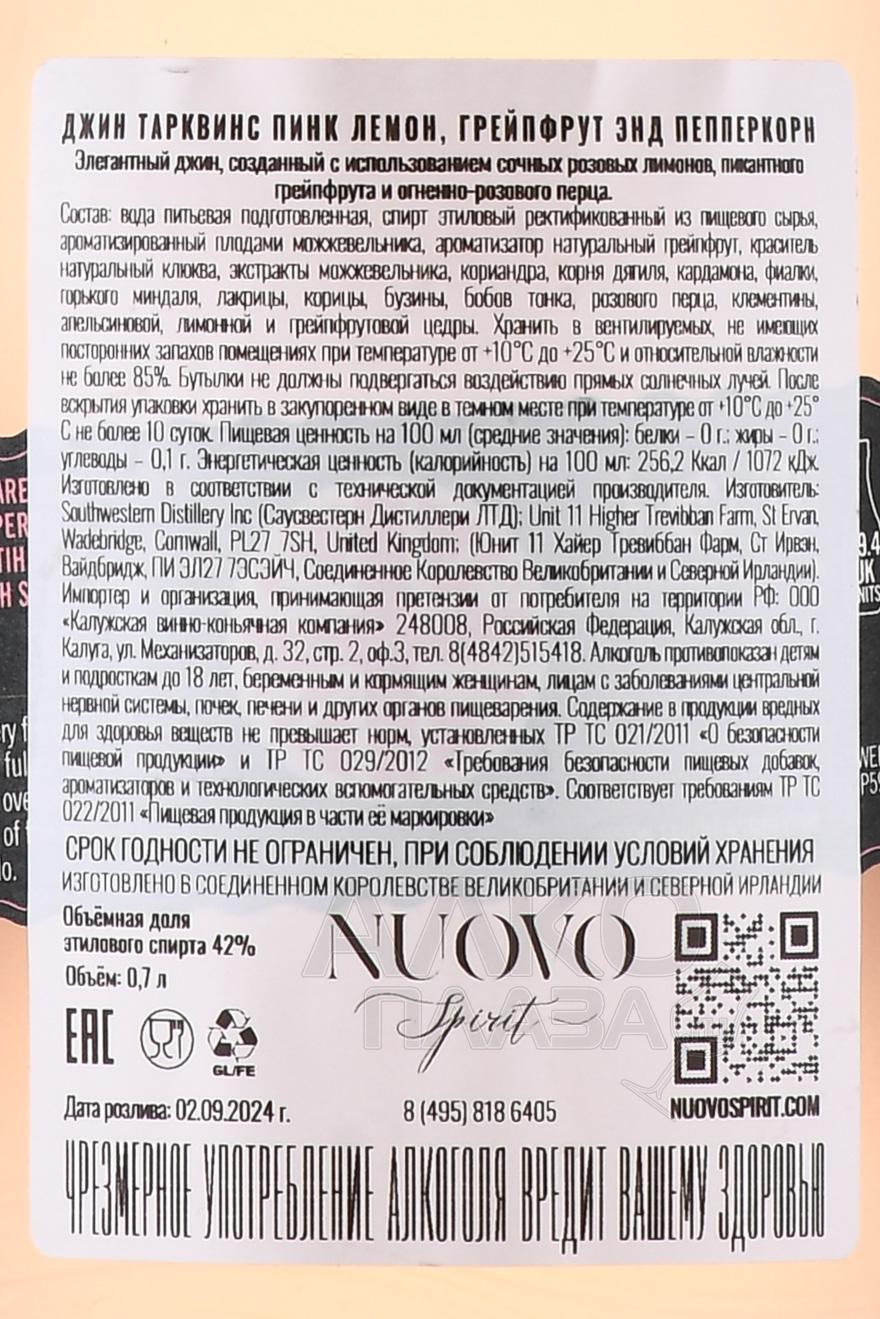 ДЖИН ТАРКВИНС ПИНК ЛЕМОН, ГРЕЙПФРУТ ЭНД ПЕППЕРКОРН
Элегантный джин, созданный с использованием сочных розовых лимонов, пикантного
грейпфрута и огненно-розового перца.
Состав: вода питьевая подготовленная, спирт этиловый ректификованный из пищевого сырья,
ароматизированный плодами можжевельника, ароматизатор натуральный грейпфрут, краситель
натуральный клюква, экстракты можжевельника, кориандра, корня дягиля, кардамона, фиалки,
горького миндаля, лакрицы, корицы, бузины, бобов тонка, розового перца, клементины,
апельсиновой, лимонной и грейпфрутовой цедры. Хранить в вентилируемых, не имеющих
посторонних запахов помещениях при температуре от +10°С до +25°С и относительной влажности
не более 85%. Бутылки не должны подвергаться воздействию прямых солнечных лучей. После
вскрытия упаковки хранить в закупоренном виде в темном месте при температуре от +10°С до +25°
С не более 10 суток. Пищевая ценность на 100 мл (средние значения): белки – 0 г.; жиры – 0 г.;
углеводы – 0,1 г. Энергетическая ценность (калорийность) на 100 мл: 256,2 Ккал / 1072 кДж.
Изготовлено в соответствии с технической документацией производителя. Изготовитель:
Southwestern Distillery Inc (Саусвестерн Дистиллери ЛТД); Unit 11 Higher Trevibban Farm, St Ervan,
Wadebridge, Cornwall, PL27 7SH, United Kingdom; (Юнит 11 Хайер Тревиббан Фарм, Ст Ирвэн,
Вайдбридж, ПИ ЭЛ27 7ЭСЭЙЧ, Соединенное Королевство Великобритании и Северной Ирландии).
Импортер и организация, принимающая претензии от потребителя на территории РФ: ООО
«Калужская винно-коньячная компания» 248008, Российская Федерация, Калужская обл., г.
Калуга, ул. Механизаторов, д. 32, стр. 2, оф.3, тел. 8(4842)515418. Алкоголь противопоказан детям
и подросткам до 18 лет, беременным и кормящим женщинам, лицам с заболеваниями центральной
нервной системы, почек, печени и других органов пищеварения. Содержание в продукции вредных
для здоровья веществ не превышает норм, установленных ТР ТС 021/2011 «О безопасности
пищевой продукции» и ТР ТС 029/2012 «Требования безопасности пищевых добавок,
ароматизаторов и технологических вспомогательных средств». Соответствует требованиям ТР ТС
022/2011 «Пищевая продукция в части её маркировки»
СРОК ГОДНОСТИ НЕ ОГРАНИЧЕН, ПРИ СОБЛЮДЕНИИ УСЛОВИЙ ХРАНЕНИЯ
ИЗГОТОВЛЕНО В СОЕДИНЕННОМ КОРОЛЕВСТВЕ ВЕЛИКОБРИТАНИИ И СЕВЕРНОЙ ИРЛАНДИИ
Объёмная доля
этилового спирта 42%
Объём: 0,7 л
NUOVO
Spirit
АЛКО
ПЛАЗА
EAC
GL/FE
Дата розлива: 02.09.2024 г.
8 (495) 818 6405
NUOVOSPIRIT.COM
ЧРЕЗМЕРНОЕ УПОТРЕБЛЕНИЕ АЛКОГОЛЯ ВРЕДИТ ВАШЕМУ ЗДОРОВЬЮ